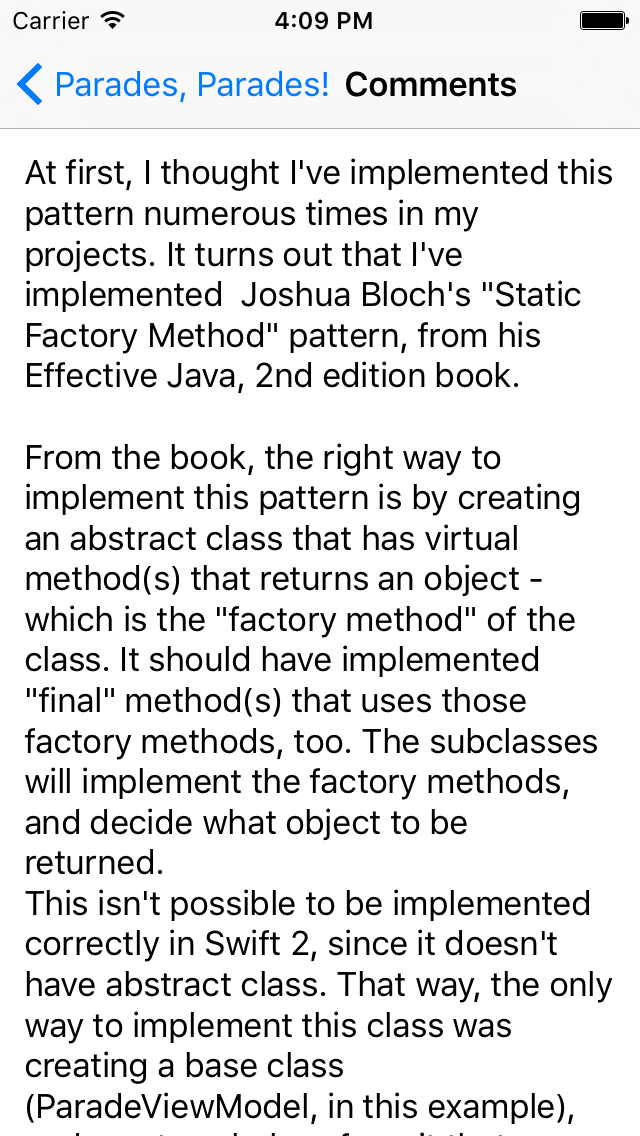 Carrier 4:09 PM
Parades, Parades! Comments
At first, I thought I've implemented this
pattern numerous times in my
projects. It turns out that I've
implemented  Joshua Bloch's "Static
Factory Method" pattern, from his
Effective Java, 2nd edition book.
From the book, the right way to
implement this pattern is by creating
an abstract class that has virtual
method(s) that returns an object -
which is the "factory method" of the
class. It should have implemented
"final" method(s) that uses those
factory methods, too. The subclasses
will implement the factory methods,
and decide what object to be
returned.
This isn't possible to be implemented
correctly in Swift 2, since it doesn't
have abstract class. That way, the only
way to implement this class was
creating a base class
(ParadeViewModel, in this example),